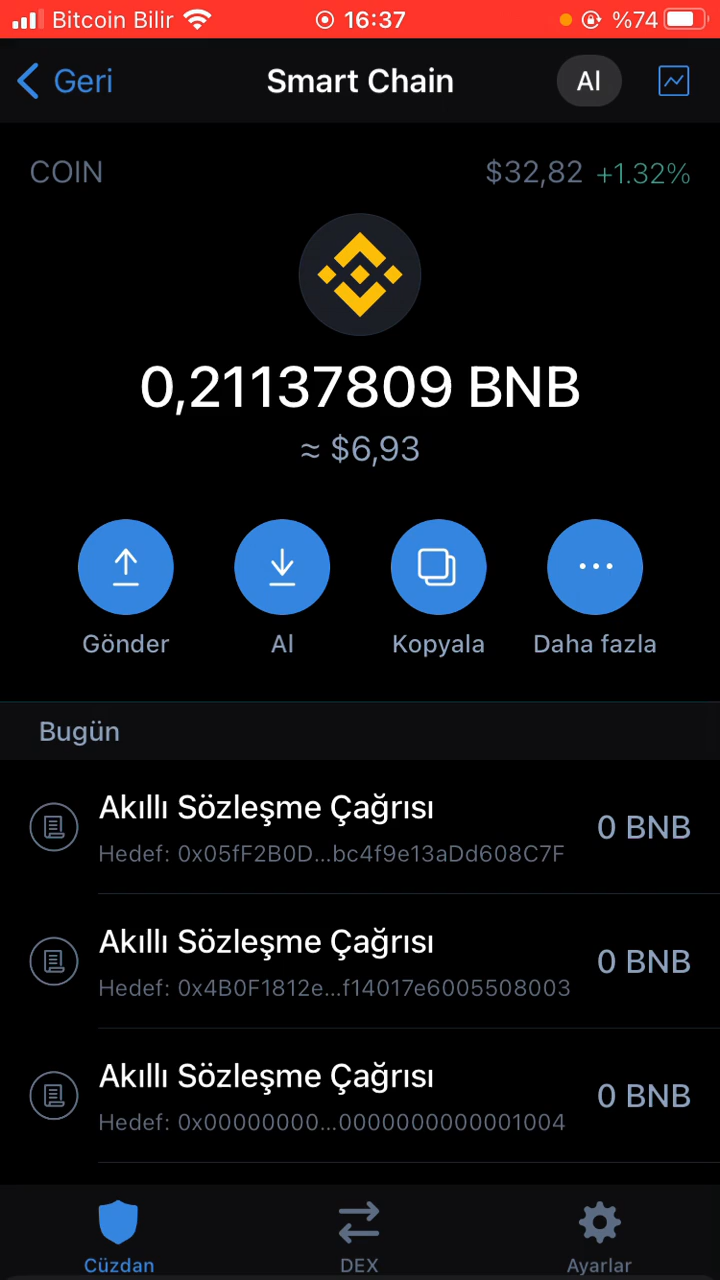 Bitcoin Bilir 16:37 %74
Geri Smart Chain Al
COIN $32,82 +1.32%
0,21137809 BNB
≈ $6,93
Gönder Al Kopyala Daha fazla
Bugün
Akıllı Sözleşme Çağrısı 0 BNB
Hedef: 0x05fF2B0D...bc4f9e13aDd608C7F
Akıllı Sözleşme Çağrısı 0 BNB
Hedef: 0x4B0F1812e...f14017e6005508003
Akıllı Sözleşme Çağrısı 0 BNB
Hedef: 0x00000000...0000000000001004
Cüzdan DEX Ayarlar